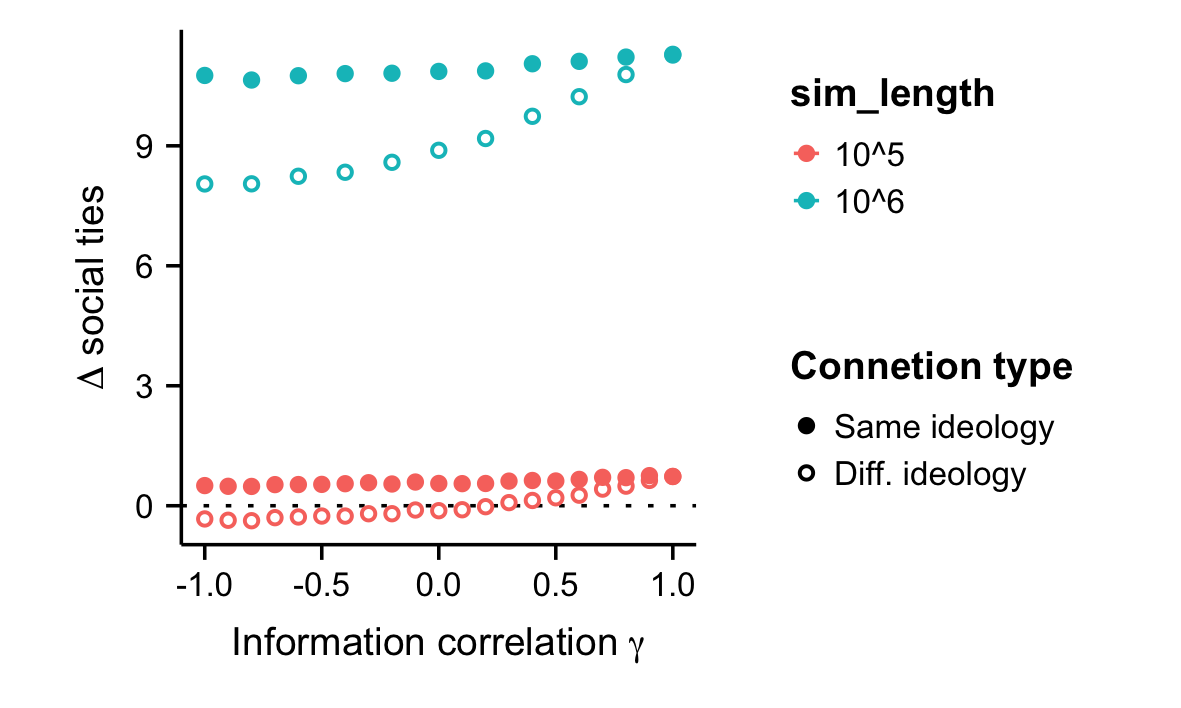 Δ social ties
9
6
3
0
-1.0 -0.5 0.0 0.5 1.0
Information correlation γ
sim_length
10^5
10^6
Connetion type
Same ideology
Diff. ideology